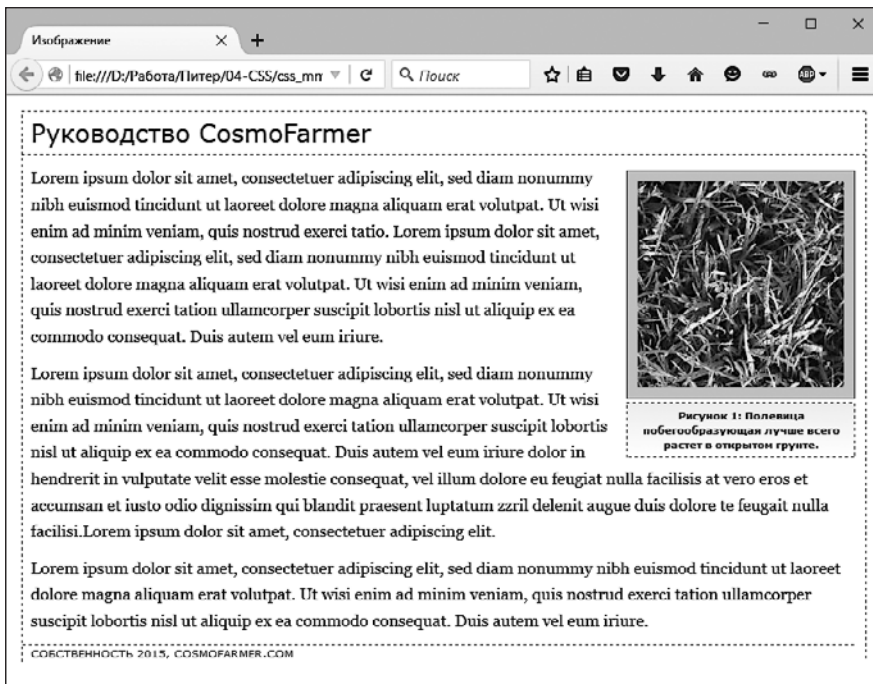 Изображение
file:///D:/Работа/Питер/04-CSS/css_mm
Поиск
ABP
Руководство CosmoFarmer
Lorem ipsum dolor sit amet, consectetuer adipiscing elit, sed diam nonummy
nibh euismod tincidunt ut laoreet dolore magna aliquam erat volutpat. Ut wisi
enim ad minim veniam, quis nostrud exerci tatio. Lorem ipsum dolor sit amet,
consectetuer adipiscing elit, sed diam nonummy nibh euismod tincidunt ut
laoreet dolore magna aliquam erat volutpat. Ut wisi enim ad minim veniam,
quis nostrud exerci tation ullamcorper suscipit lobortis nisl ut aliquip ex ea
commodo consequat. Duis autem vel eum iriure.
Lorem ipsum dolor sit amet, consectetuer adipiscing elit, sed diam nonummy
nibh euismod tincidunt ut laoreet dolore magna aliquam erat volutpat. Ut wisi
enim ad minim veniam, quis nostrud exerci tation ullamcorper suscipit lobortis
nisl ut aliquip ex ea commodo consequat. Duis autem vel eum iriure dolor in
hendrerit in vulputate velit esse molestie consequat, vel illum dolore eu feugiat nulla facilisis at vero eros et
accumsan et iusto odio dignissim qui blandit praesent luptatum zzril delenit augue duis dolore te feugait nulla
facilisi.Lorem ipsum dolor sit amet, consectetuer adipiscing elit.
Рисунок 1: Полевица
побегообразующая лучше всего
растет в открытом грунте.
Lorem ipsum dolor sit amet, consectetuer adipiscing elit, sed diam nonummy nibh euismod tincidunt ut laoreet
dolore magna aliquam erat volutpat. Ut wisi enim ad minim veniam, quis nostrud exerci tation ullamcorper
suscipit lobortis nisl ut aliquip ex ea commodo consequat. Duis autem vel eum iriure.
СОБСТВЕННОСТЬ 2015, COSMOFARMER.COM